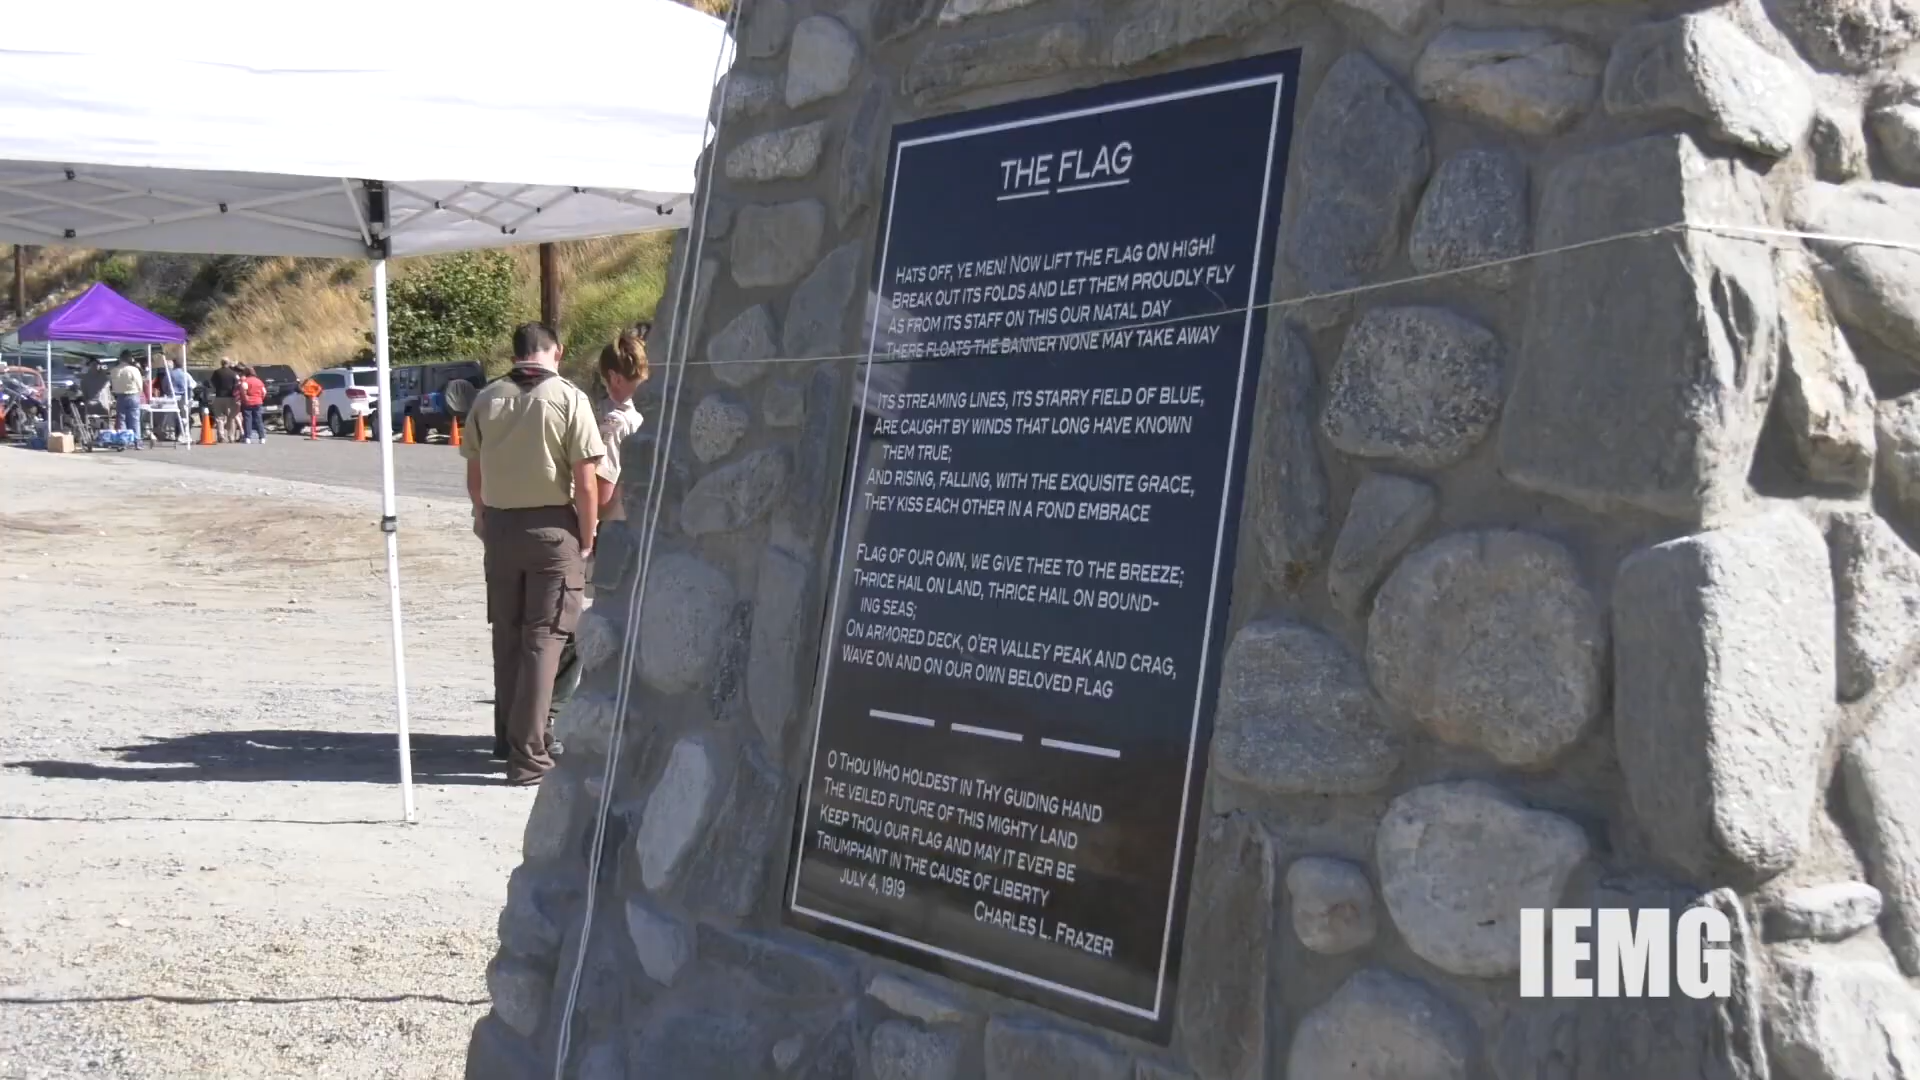 THE FLAG
HATS OFF, YE MEN! NOW LIFT THE FLAG ON HIGH!
BREAK OUT ITS FOLDS AND LET THEM PROUDLY FLY
AS FROM ITS STAFF ON THIS OUR NATAL DAY
THERE FLOATS THE BANNER NONE MAY TAKE AWAY
ITS STREAMING LINES, ITS STARRY FIELD OF BLUE,
ARE CAUGHT BY WINDS THAT LONG HAVE KNOWN
THEM TRUE;
AND RISING, FALLING, WITH THE EXQUISITE GRACE,
THEY KISS EACH OTHER IN A FOND EMBRACE
FLAG OF OUR OWN, WE GIVE THEE TO THE BREEZE;
THRICE HAIL ON LAND, THRICE HAIL ON BOUND-
ING SEAS;
ON ARMORED DECK, O'ER VALLEY PEAK AND CRAG,
WAVE ON AND ON OUR OWN BELOVED FLAG
O THOU WHO HOLDEST IN THY GUIDING HAND
THE VEILED FUTURE OF THIS MIGHTY LAND
KEEP THOU OUR FLAG AND MAY IT EVER BE
TRIUMPHANT IN THE CAUSE OF LIBERTY
JULY 4, 1919
CHARLES L. FRAZER
IEMG